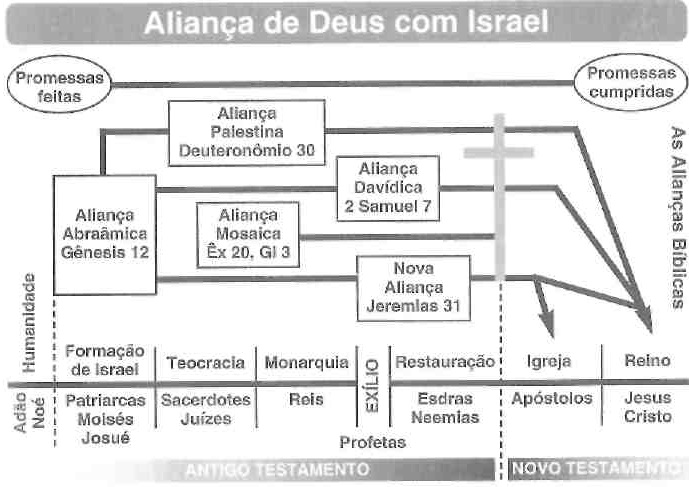 Aliança de Deus com Israel
Promessas
feitas
Promessas
cumpridas
Aliança
Palestina
Deuteronômio 30
Aliança
Davídica
2 Samuel 7
Aliança
Abraâmica
Gênesis 12
Aliança
Mosaica
Êx 20, Gl 3
Nova
Aliança
Jeremias 31
As Alianças Bíblicas
Humanidade
Formação
de Israel
Teocracia
Monarquia
EXÍLIO
Restauração
Igreja
Reino
Adão
Noé
Patriarcas
Moisés
Josué
Sacerdotes
Juízes
Reis
Esdras
Neemias
Apóstolos
Jesus
Cristo
Profetas
ANTIGO TESTAMENTO
NOVO TESTAMENTO